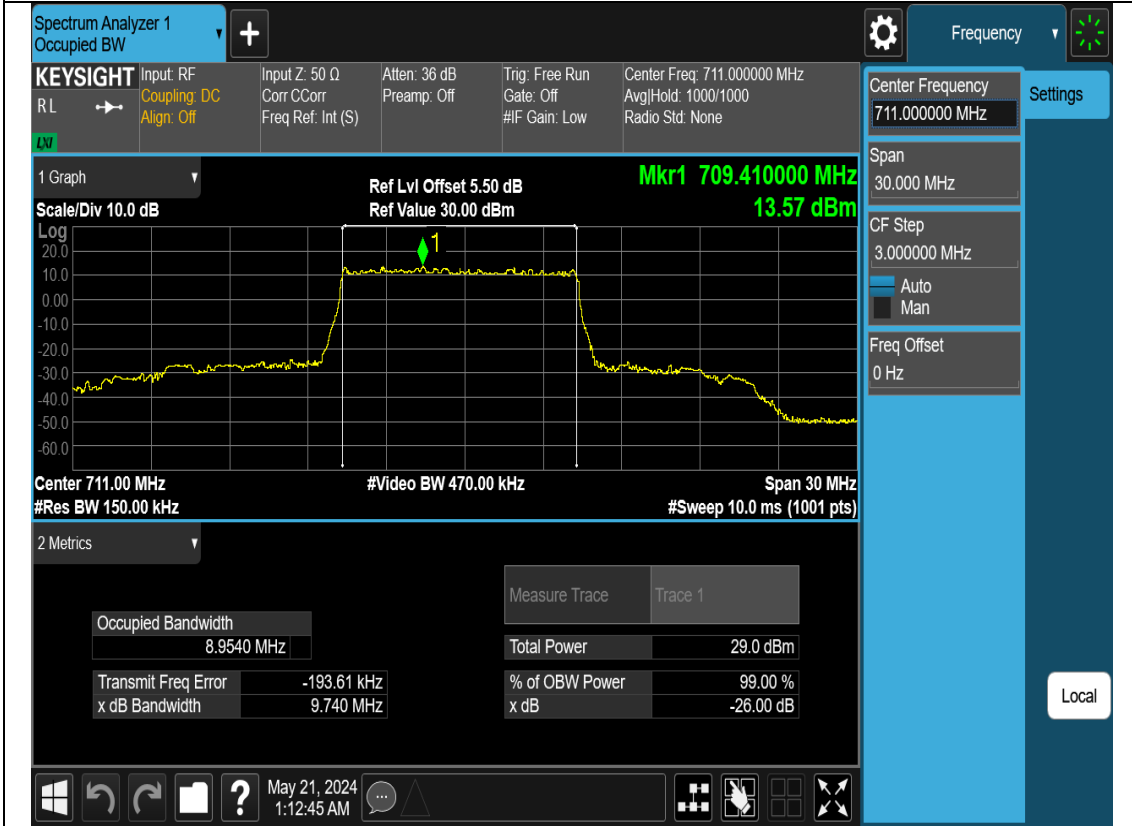 Spectrum Analyzer 1
Occupied BW
Frequency
KEYSIGHT
R L
LXI
Input: RF
Coupling: DC
Align: Off
Input Z: 50 Ω
Corr CCorr
Freq Ref: Int (S)
Atten: 36 dB
Preamp: Off
Trig: Free Run
Gate: Off
#IF Gain: Low
Center Freq: 711.000000 MHz
Avg|Hold: 1000/1000
Radio Std: None
Center Frequency
711.000000 MHz
Settings
Span
30.000 MHz
CF Step
3.000000 MHz
Auto
Man
Freq Offset
0 Hz
Local
1 Graph
Scale/Div 10.0 dB
Ref Lvl Offset 5.50 dB
Ref Value 30.00 dBm
Mkr1 709.410000 MHz
13.57 dBm
Log
1
20.0
10.0
0.00
-10.0
-20.0
-30.0
-40.0
-50.0
-60.0
Center 711.00 MHz
#Res BW 150.00 kHz
#Video BW 470.00 kHz
Span 30 MHz
#Sweep 10.0 ms (1001 pts)
2 Metrics
Measure Trace Trace 1
Occupied Bandwidth
8.9540 MHz
Total Power 29.0 dBm
Transmit Freq Error -193.61 kHz
% of OBW Power 99.00 %
x dB Bandwidth 9.740 MHz
x dB -26.00 dB
?
May 21, 2024
1:12:45 AM